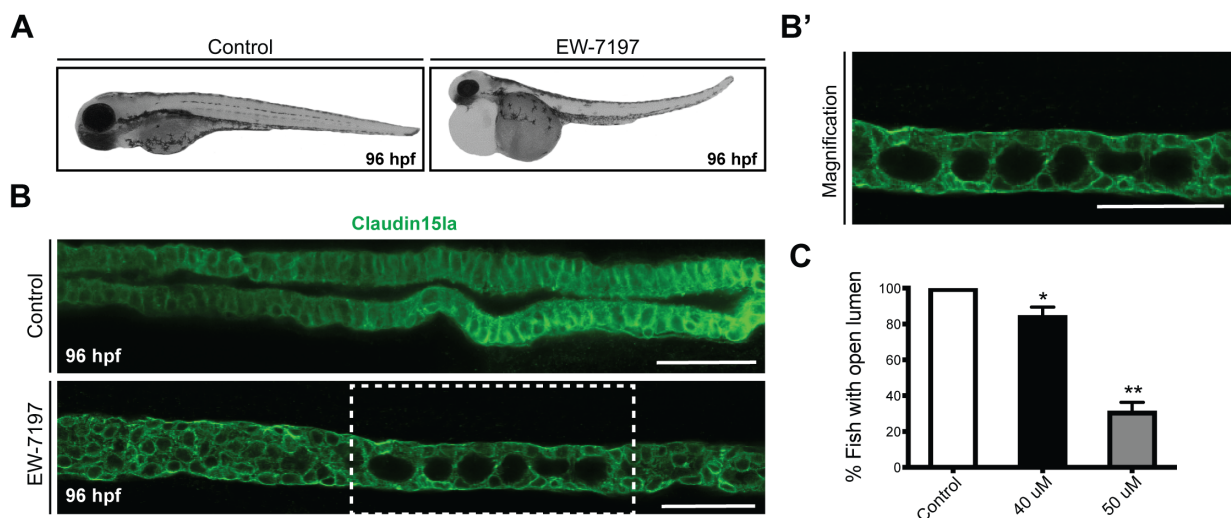 A
Control
EW-7197
96 hpf
96 hpf
B
Claudin15la
Control
96 hpf
EW-7197
96 hpf
B’
Magnification
C
% Fish with open lumen
100
80
60
40
20
0
*
**
Control
40 uM
50 uM